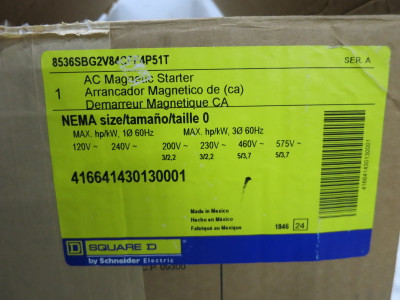 SER. A
AC Magnetic Starter
1 Arrancador Magnetico de (ca)
Demarreur Magnetique CA
NEMA size/tamaño/taille 0
MAX. hp/kW, 1Ø 60Hz MAX. hp/kW, 3Ø 60Hz
120V ~ 240V ~ 200V ~ 230V ~ 460V ~ 575V ~
3/2,2 3/2,2 5/3,7 5/3,7
416641430130001
416641430130001
Made in Mexico
Hecho en México
Fabriqué au Mexique
1846 24
D SQUARE D
by Schneider Electric
C.P. 09300